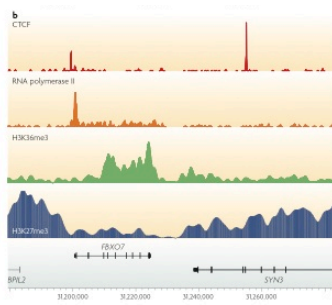 b
CTCF
RNA polymerase II
H3K36me3
H3K27me3
FBXO7
BPIL2
SYN3
31,200,000 31,220,000 31,240,000 31,260,000